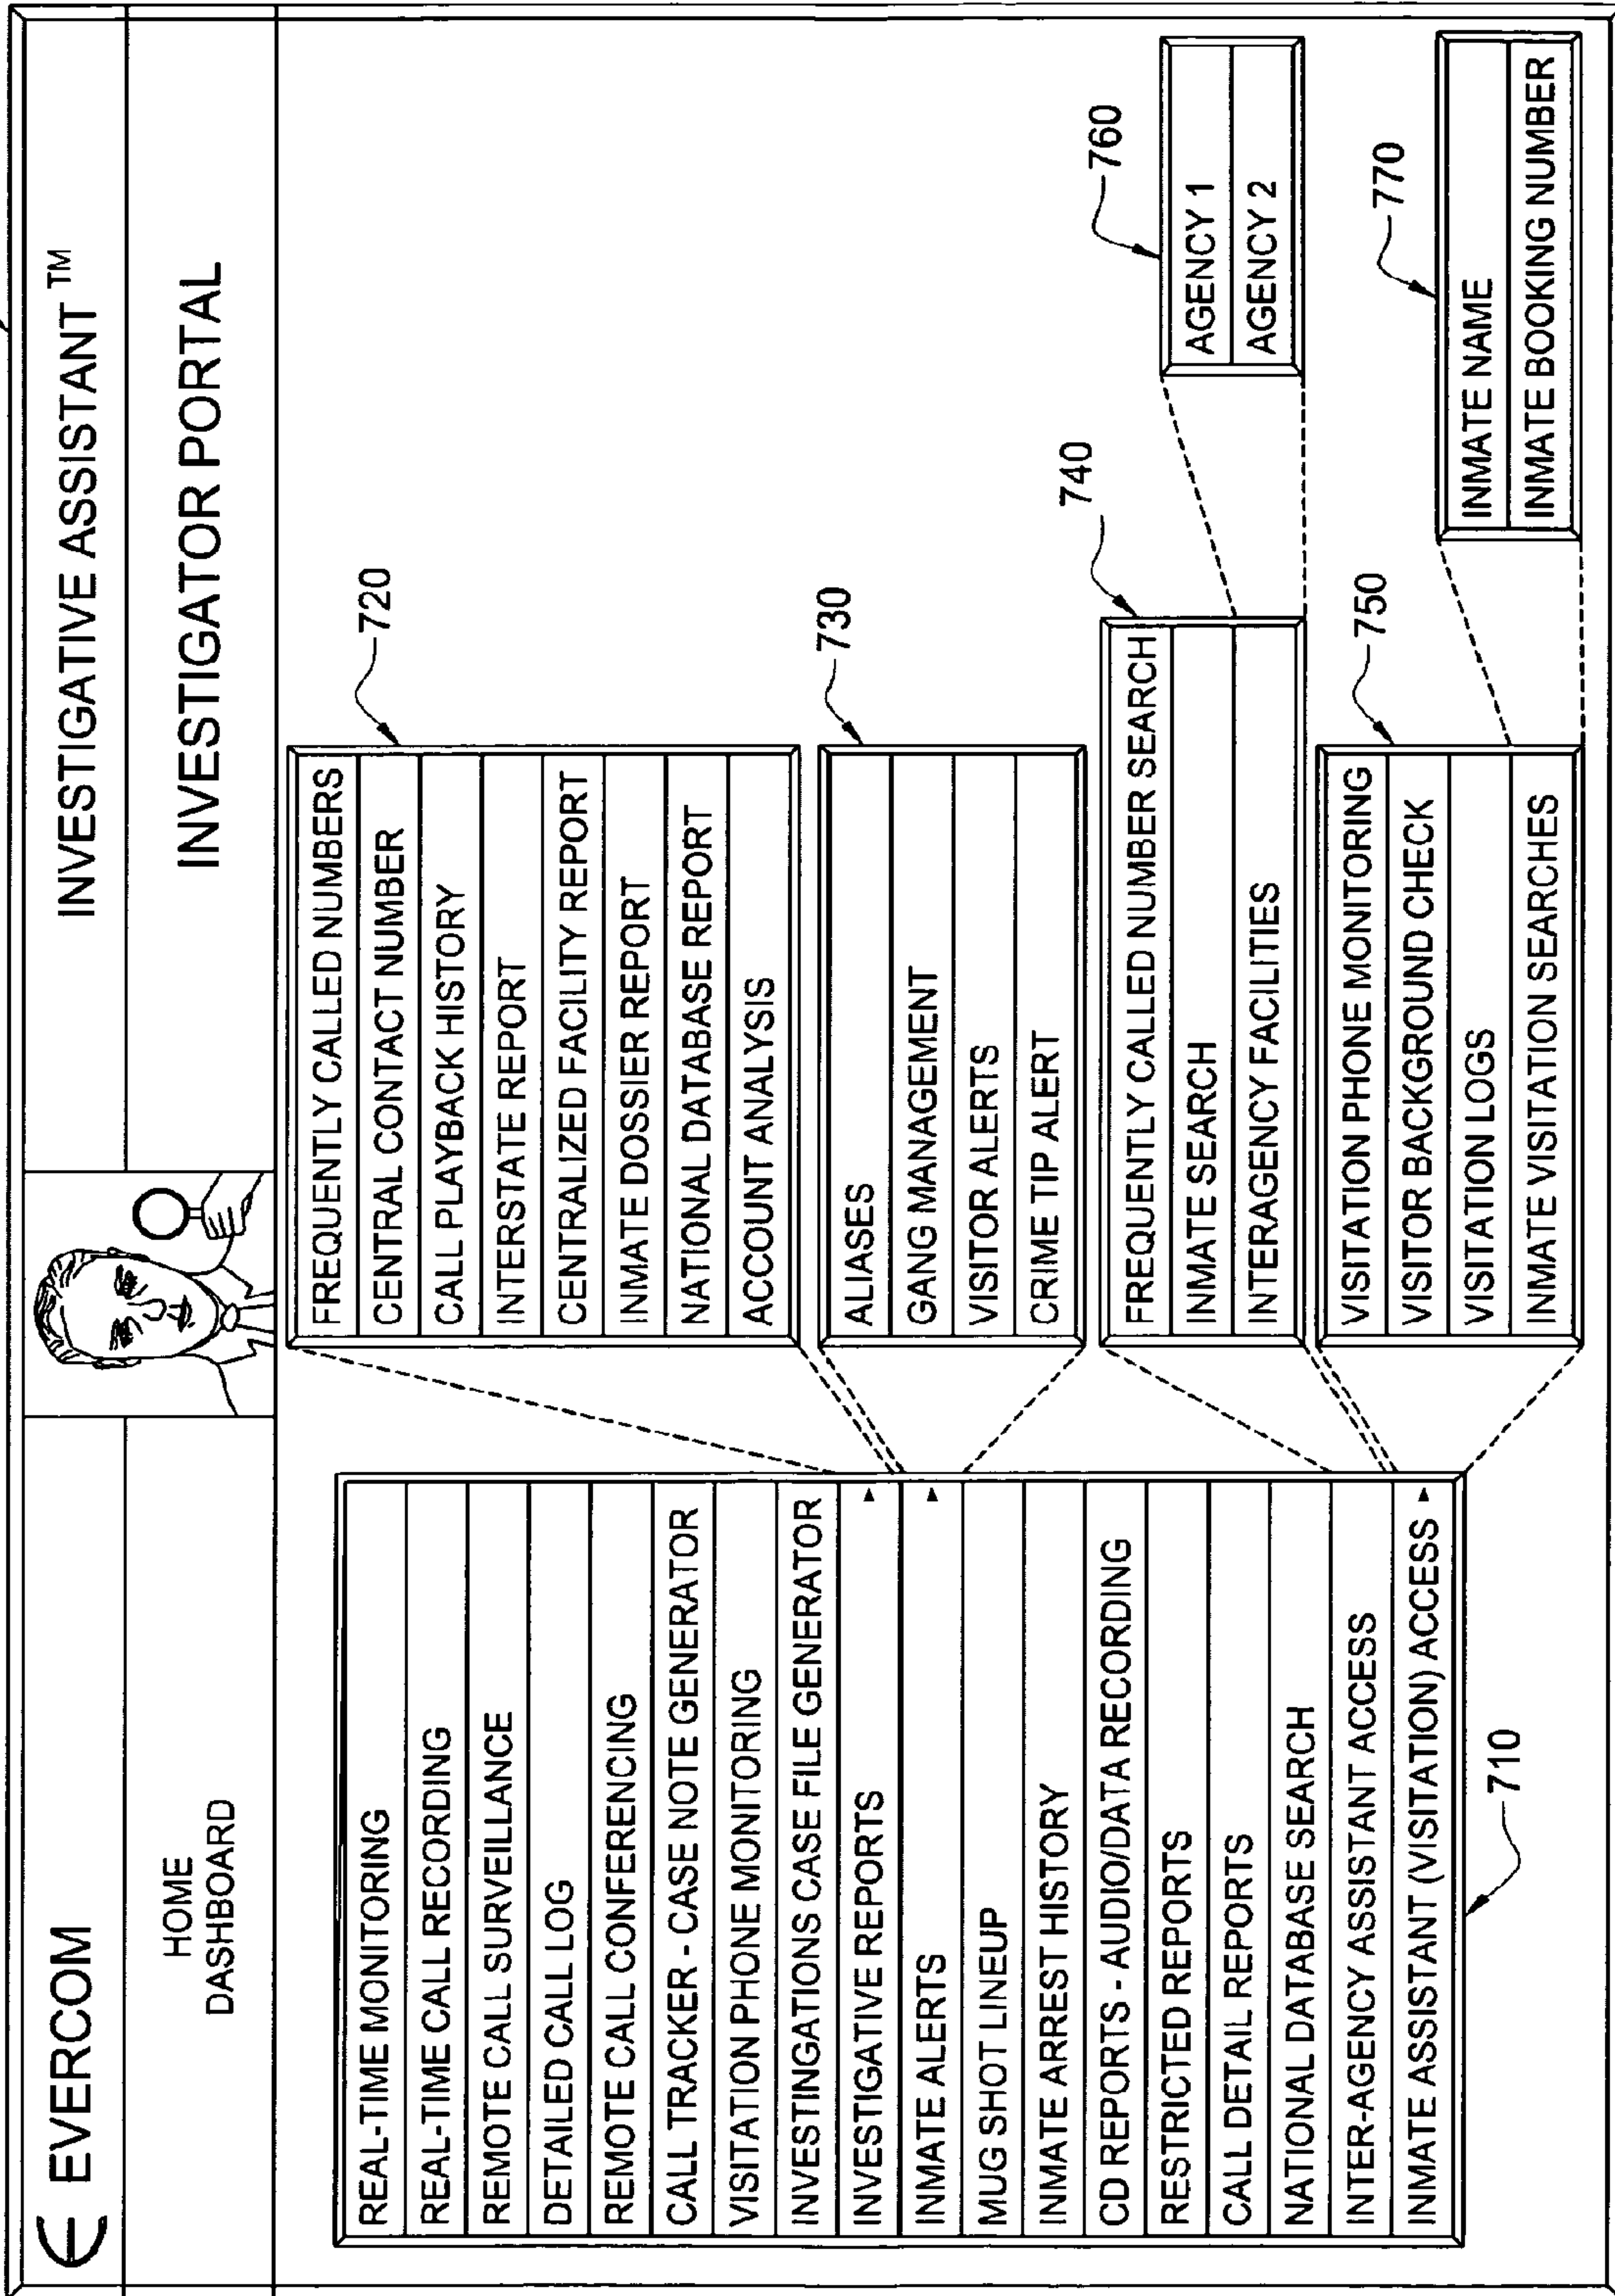 EVERCOM
INVESTIGATIVE ASSISTANT ™
HOME
DASHBOARD
INVESTIGATOR PORTAL
REAL-TIME MONITORING
REAL-TIME CALL RECORDING
REMOTE CALL SURVEILLANCE
DETAILED CALL LOG
REMOTE CALL CONFERENCING
CALL TRACKER - CASE NOTE GENERATOR
VISITATION PHONE MONITORING
INVESTINGATIONS CASE FILE GENERATOR
INVESTIGATIVE REPORTS
INMATE ALERTS
MUG SHOT LINEUP
INMATE ARREST HISTORY
CD REPORTS - AUDIO/DATA RECORDING
RESTRICTED REPORTS
CALL DETAIL REPORTS
NATIONAL DATABASE SEARCH
INTER-AGENCY ASSISTANT ACCESS
INMATE ASSISTANT (VISITATION) ACCESS
710
FREQUENTLY CALLED NUMBERS
CENTRAL CONTACT NUMBER
CALL PLAYBACK HISTORY
INTERSTATE REPORT
CENTRALIZED FACILITY REPORT
INMATE DOSSIER REPORT
NATIONAL DATABASE REPORT
ACCOUNT ANALYSIS
720
ALIASES
GANG MANAGEMENT
VISITOR ALERTS
CRIME TIP ALERT
730
FREQUENTLY CALLED NUMBER SEARCH
INMATE SEARCH
INTERAGENCY FACILITIES
740
VISITATION PHONE MONITORING
VISITOR BACKGROUND CHECK
VISITATION LOGS
INMATE VISITATION SEARCHES
750
AGENCY 1
AGENCY 2
760
INMATE NAME
INMATE BOOKING NUMBER
770